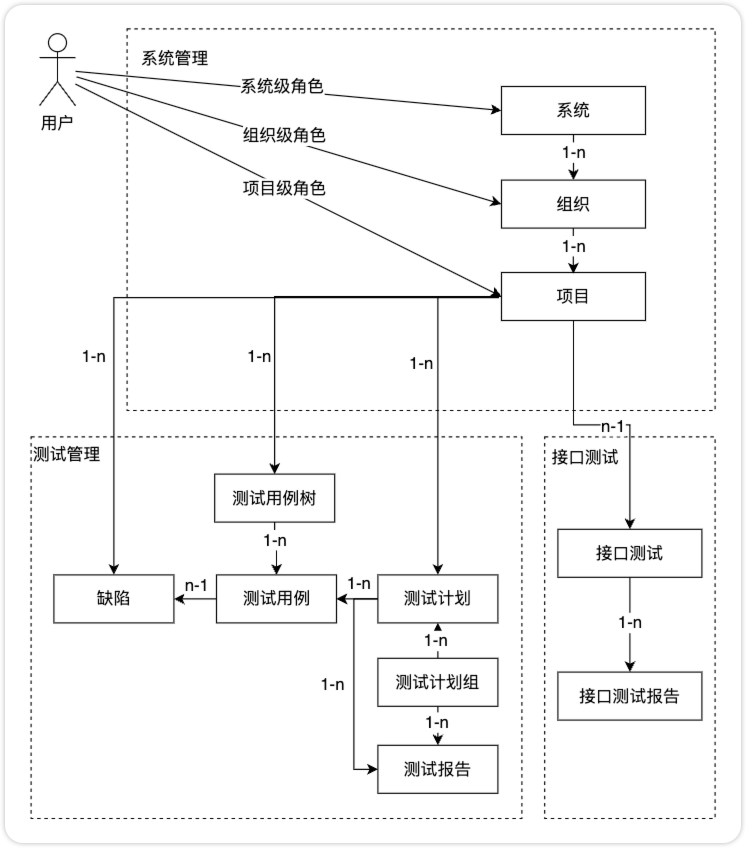 系统管理
系统级角色
用户
系统
组织级角色
1-n
项目级角色
组织
1-n
项目
1-n
1-n
1-n
n-1
测试管理
接口测试
测试用例树
1-n
接口测试
缺陷
n-1
测试用例
1-n
测试计划
1-n
1-n
测试计划组
1-n
接口测试报告
1-n
测试报告